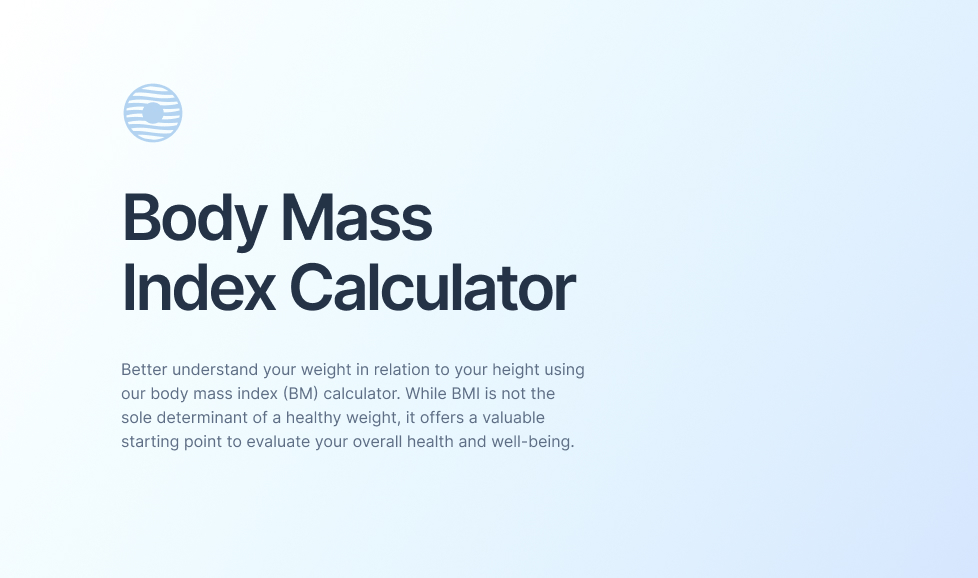 Body Mass
Index Calculator
Better understand your weight in relation to your height using
our body mass index (BM) calculator. While BMI is not the
sole determinant of a healthy weight, it offers a valuable
starting point to evaluate your overall health and well-being.